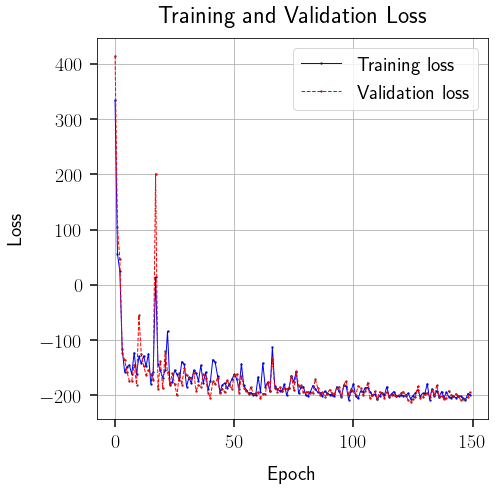 Training and Validation Loss
Training loss
Validation loss
400
300
200
100
0
−100
−200
Loss
0 50 100 150
Epoch